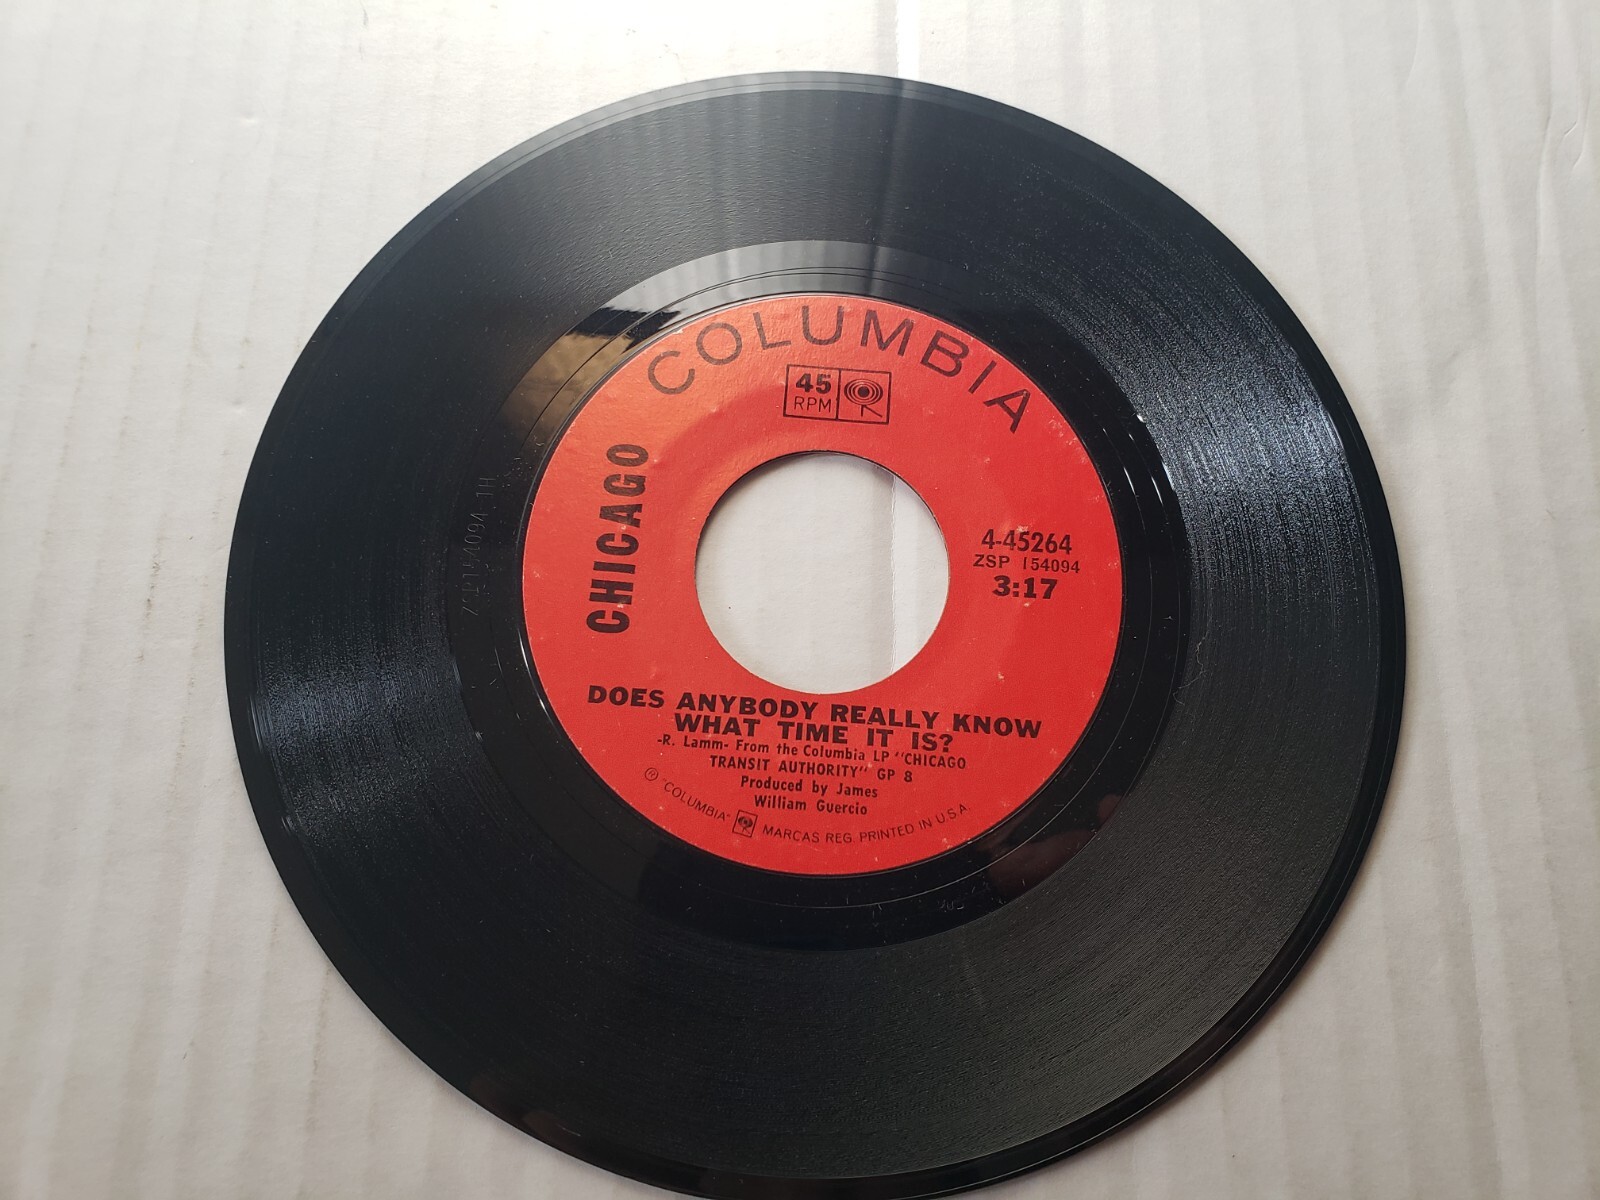 COLUMBIA
45
RPM
CHICAGO
4-45264
ZSP 154094
3:17
DOES ANYBODY REALLY KNOW
WHAT TIME IT IS?
-R. Lamm- From the Columbia LP "CHICAGO
TRANSIT AUTHORITY" GP 8
Produced by James
William Guercio
Ⓟ "COLUMBIA" MARCAS REG. PRINTED IN U.S.A.